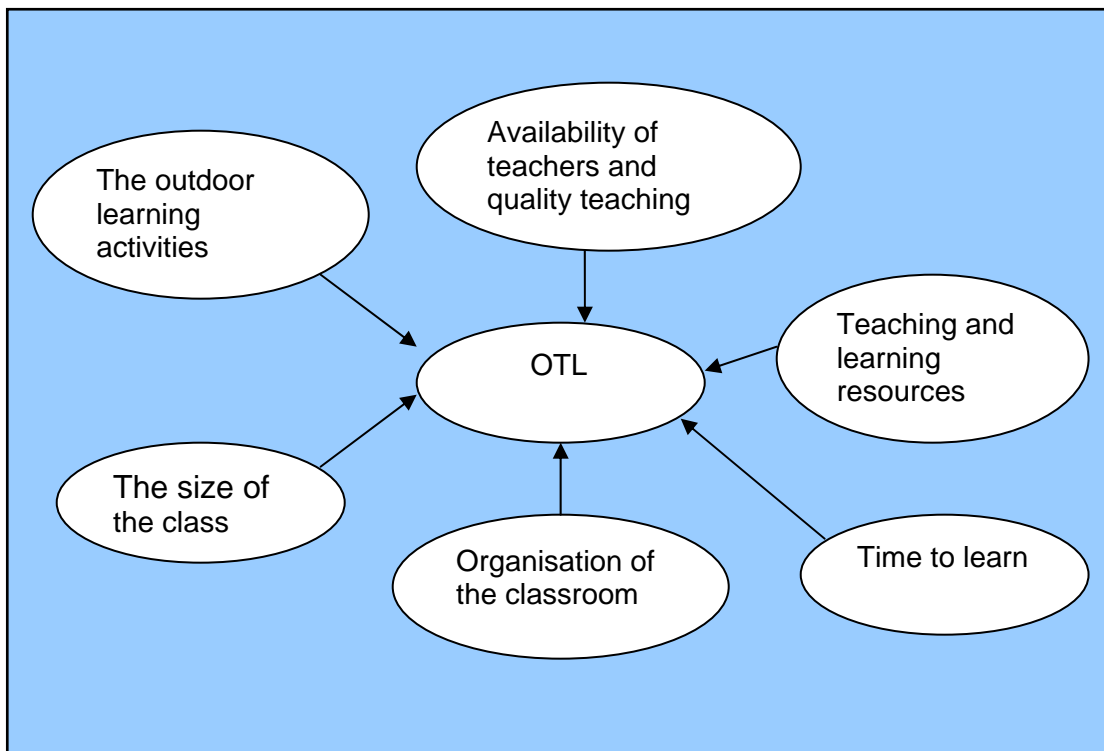 Availability of
teachers and
quality teaching
The outdoor
learning
activities
Teaching and
learning
resources
OTL
The size of
the class
Organisation of
the classroom
Time to learn